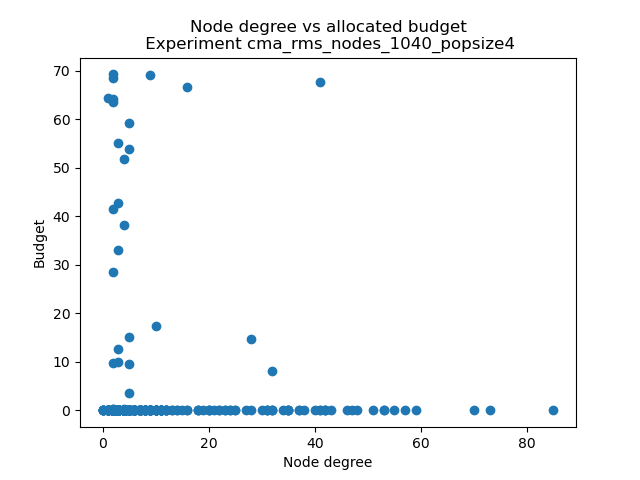 Node degree vs allocated budget
Experiment cma_rms_nodes_1040_popsize4
70
60
50
40
30
20
10
0
Budget
0 20 40 60 80
Node degree